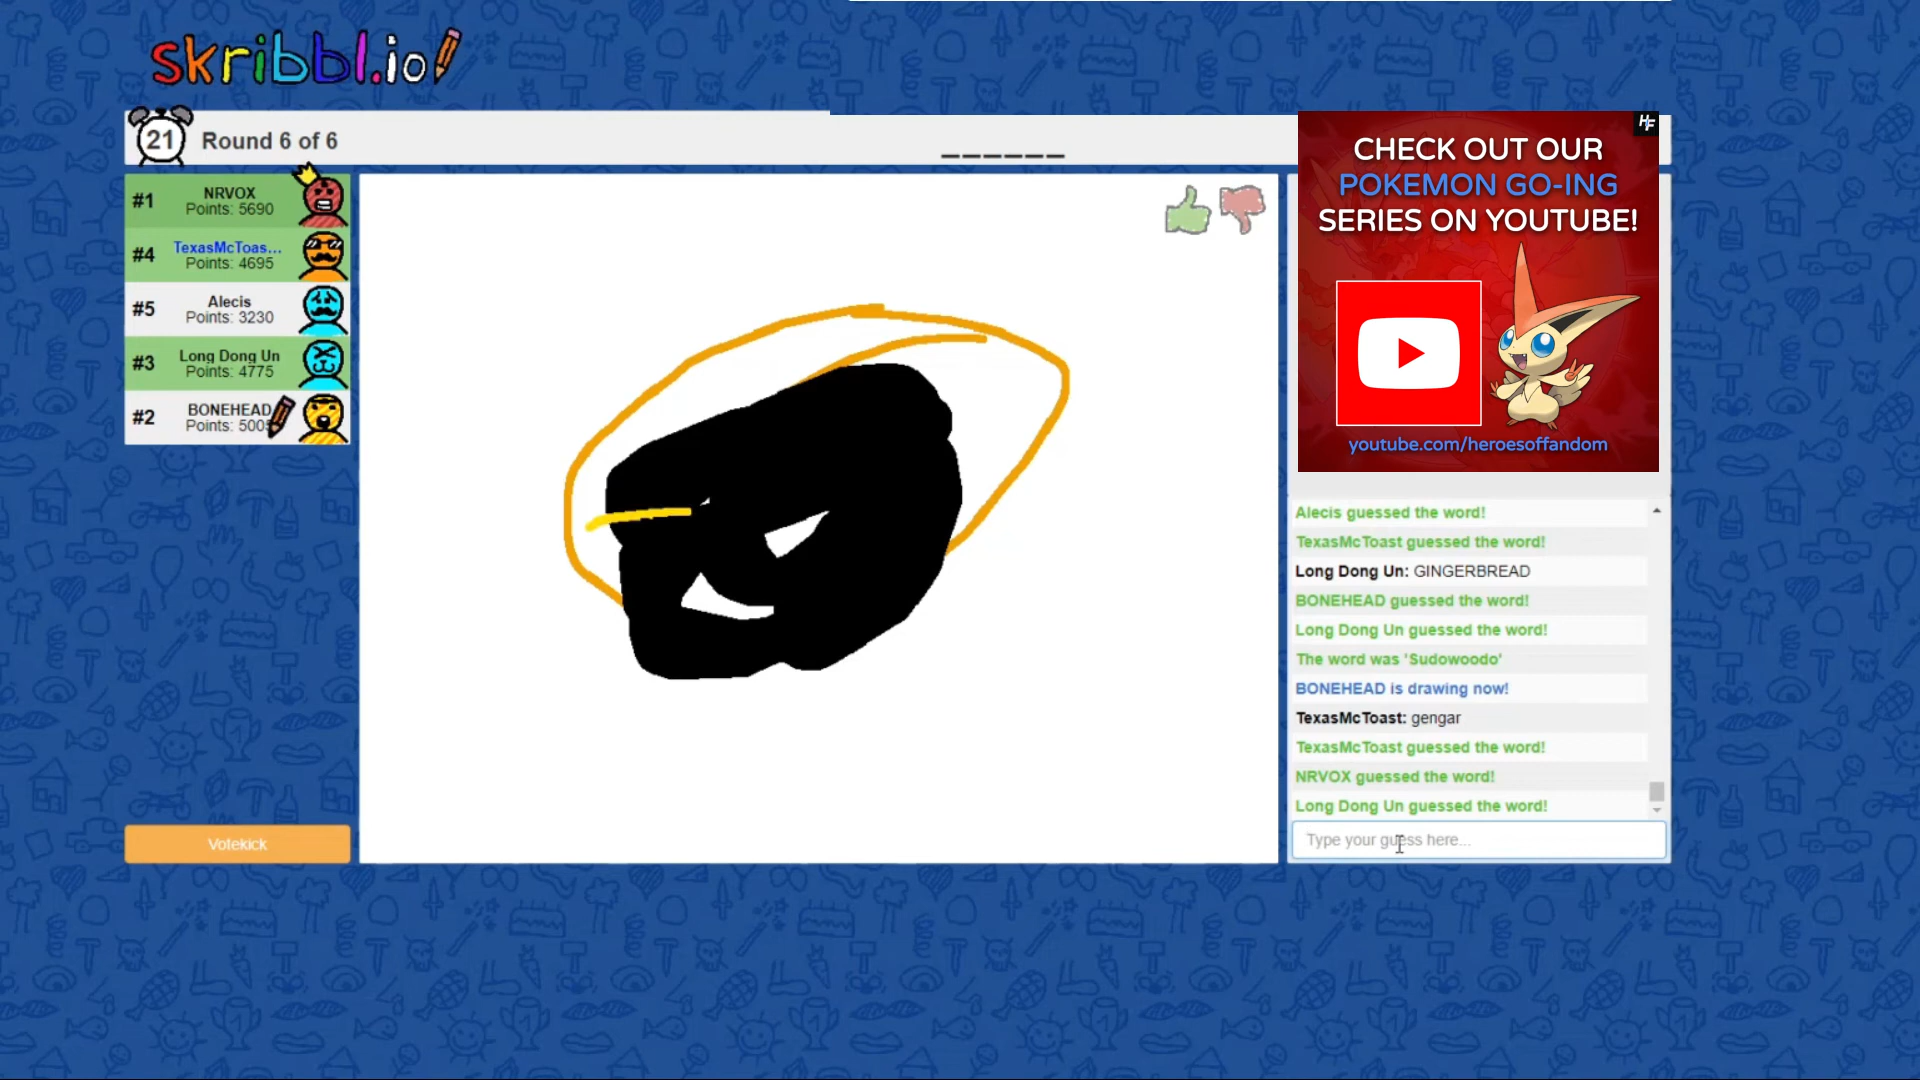 skribbl.io
21
Round 6 of 6
______
#1
NRVOX
Points: 5690
#4
TexasMcToas...
Points: 4695
#5
Alecis
Points: 3230
#3
Long Dong Un
Points: 4775
#2
BONEHEAD
Points: 5005
Votekick
HF
CHECK OUT OUR
POKEMON GO-ING
SERIES ON YOUTUBE!
youtube.com/heroesoffandom
Alecis guessed the word!
TexasMcToast guessed the word!
Long Dong Un: GINGERBREAD
BONEHEAD guessed the word!
Long Dong Un guessed the word!
The word was 'Sudowoodo'
BONEHEAD is drawing now!
TexasMcToast: gengar
TexasMcToast guessed the word!
NRVOX guessed the word!
Long Dong Un guessed the word!
Type your guess here...